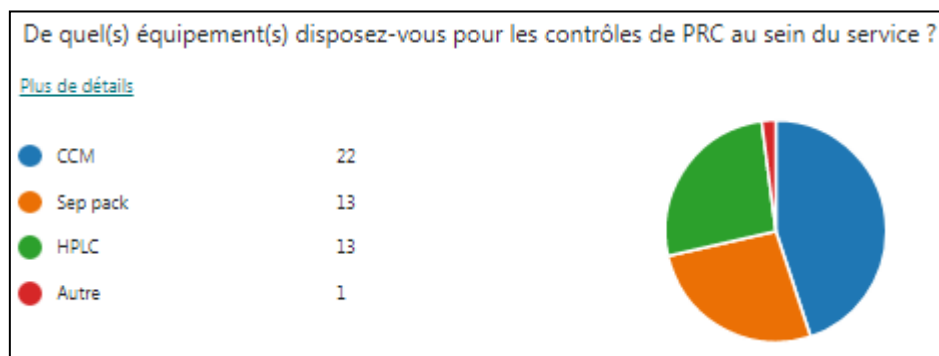 De quel(s) équipement(s) disposez-vous pour les contrôles de PRC au sein du service ?
Plus de détails
CCM 22
Sep pack 13
HPLC 13
Autre 1